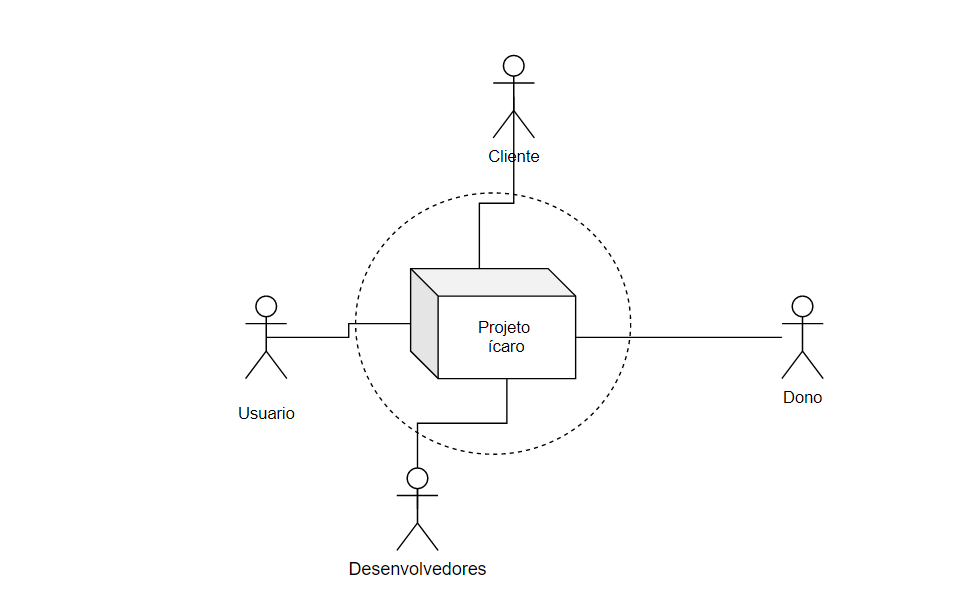 Cliente
Projeto
ícaro
Dono
Usuario
Desenvolvedores